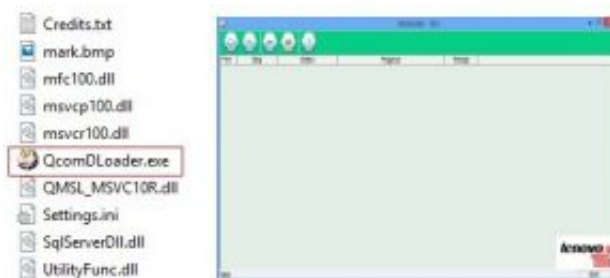 Credits.txt
mark.bmp
mfc100.dll
msvcp100.dll
msvcr100.dll
QcomDLoader.exe
QMSL_MSVC10R.dll
Settings.ini
SqlServerDll.dll
UtilityFunc.dll
lenovo